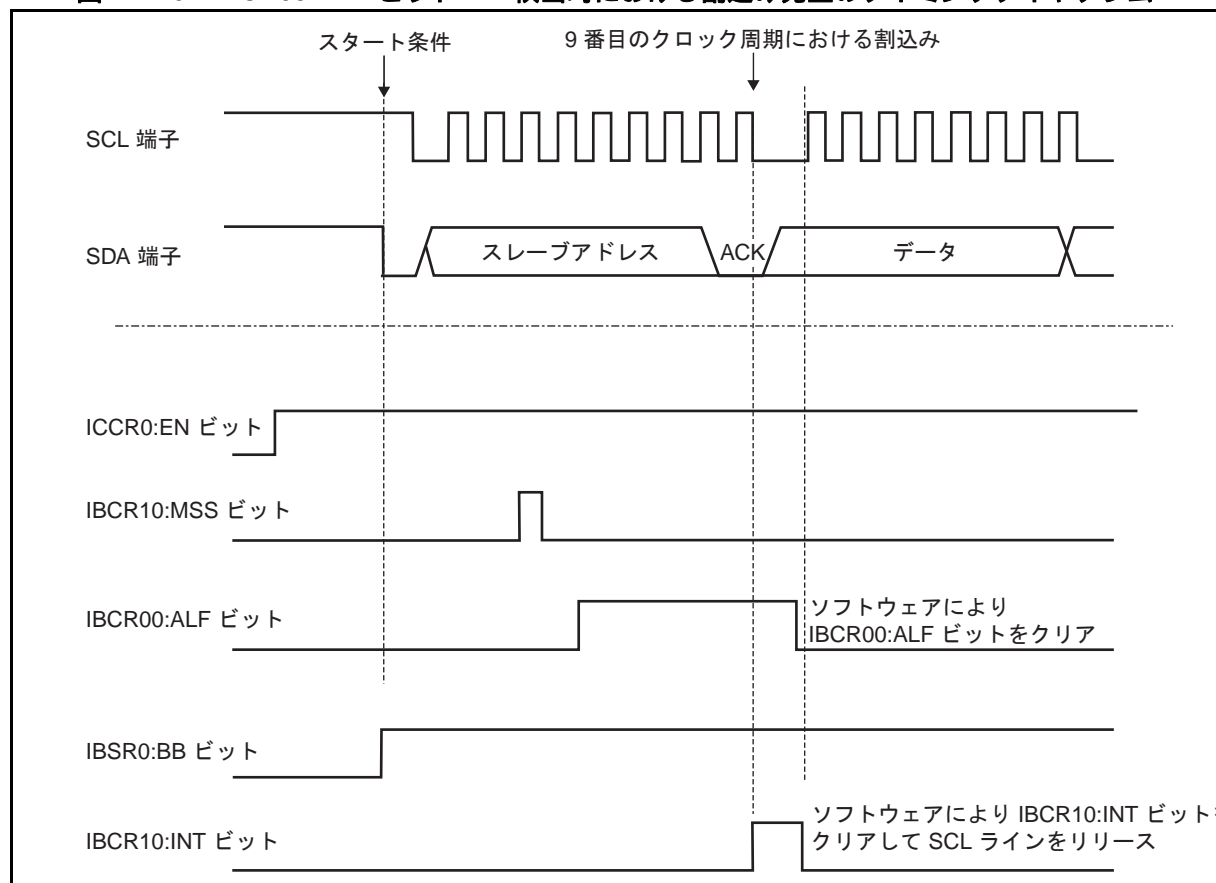 スタート条件
9 番目のクロック周期における割込み
SCL 端子
SDA 端子
スレーブアドレス
ACK
データ
ICCR0:EN ビット
IBCR10:MSS ビット
IBCR00:ALF ビット
ソフトウェアにより
IBCR00:ALF ビットをクリア
IBSR0:BB ビット
IBCR10:INT ビット
ソフトウェアにより IBCR10:INT ビット
クリアして SCL ラインをリリース